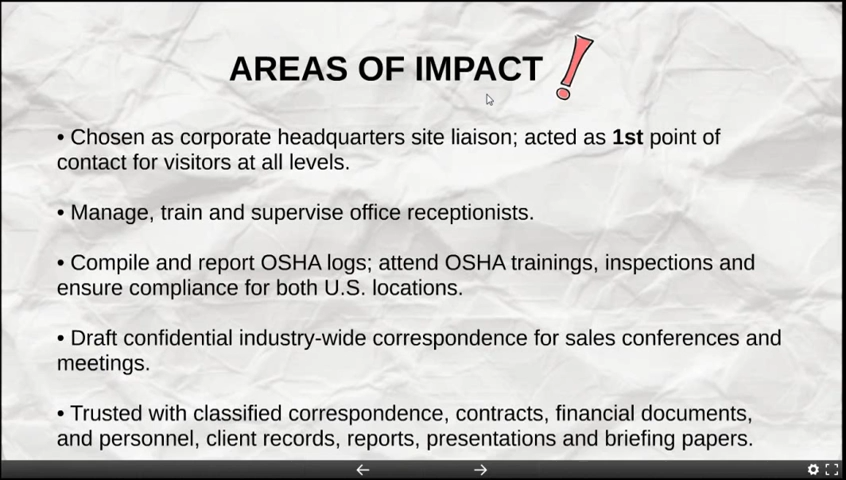 AREAS OF IMPACT
• Chosen as corporate headquarters site liaison; acted as 1st point of
contact for visitors at all levels.
• Manage, train and supervise office receptionists.
• Compile and report OSHA logs; attend OSHA trainings, inspections and
ensure compliance for both U.S. locations.
• Draft confidential industry-wide correspondence for sales conferences and
meetings.
• Trusted with classified correspondence, contracts, financial documents,
and personnel, client records, reports, presentations and briefing papers.